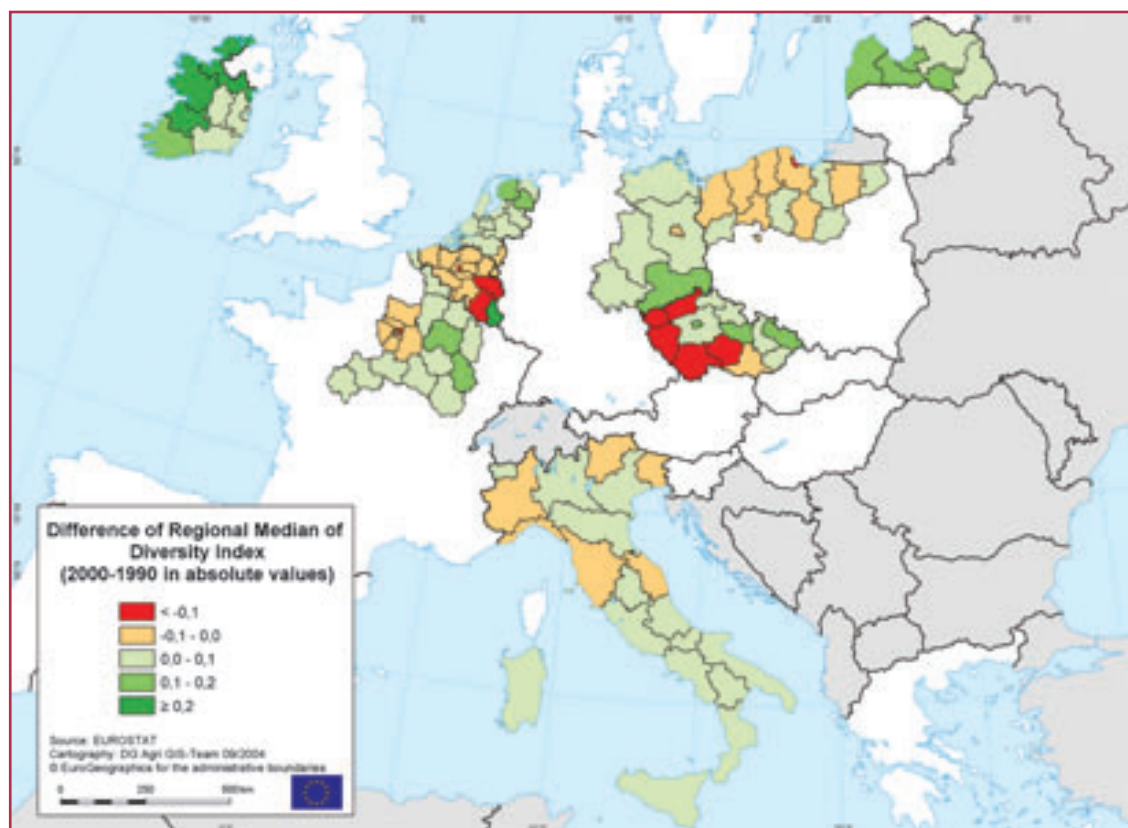 Difference of Regional Median of
Diversity Index
(2000-1990 in absolute values)
< -0,1
-0,1 - 0,0
0,0 - 0,1
0,1 - 0,2
≥ 0,2
Source: EUROSTAT
Cartography: DG Agri GIS-Team 09/2004
© EuroGeographics for the administrative boundaries
0 250 500 km